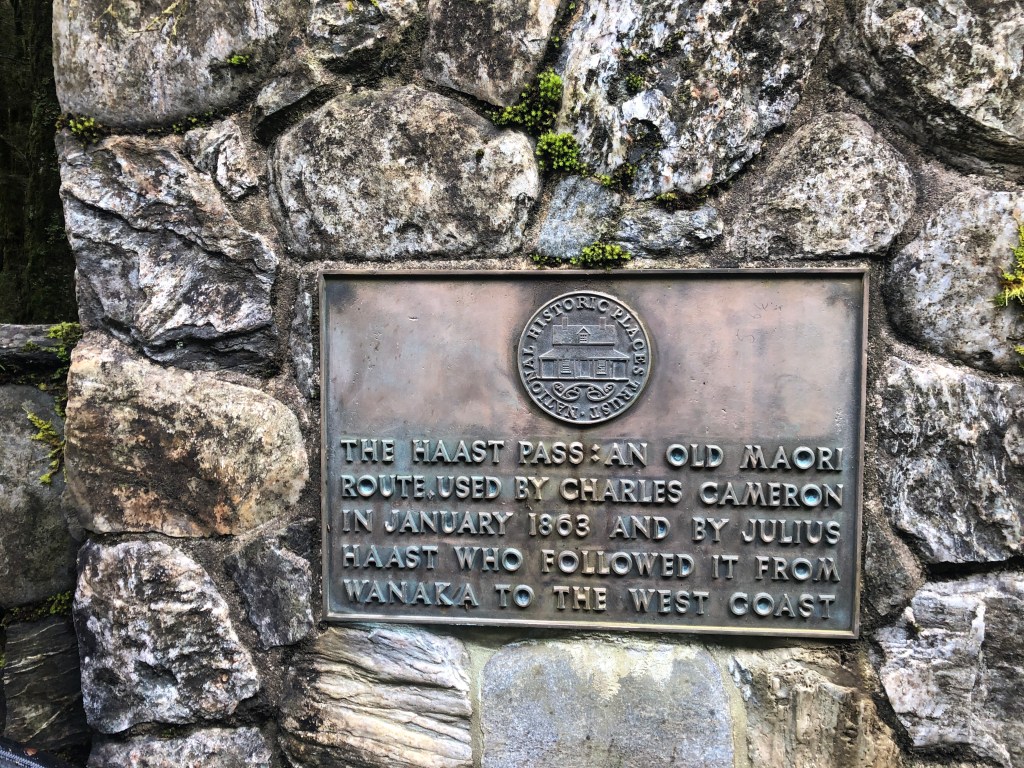 NATIONAL HISTORIC PLACES TRUST
THE HAAST PASS: AN OLD MAORI
ROUTE, USED BY CHARLES CAMERON
IN JANUARY 1863 AND BY JULIUS
HAAST WHO FOLLOWED IT FROM
WANAKA TO THE WEST COAST